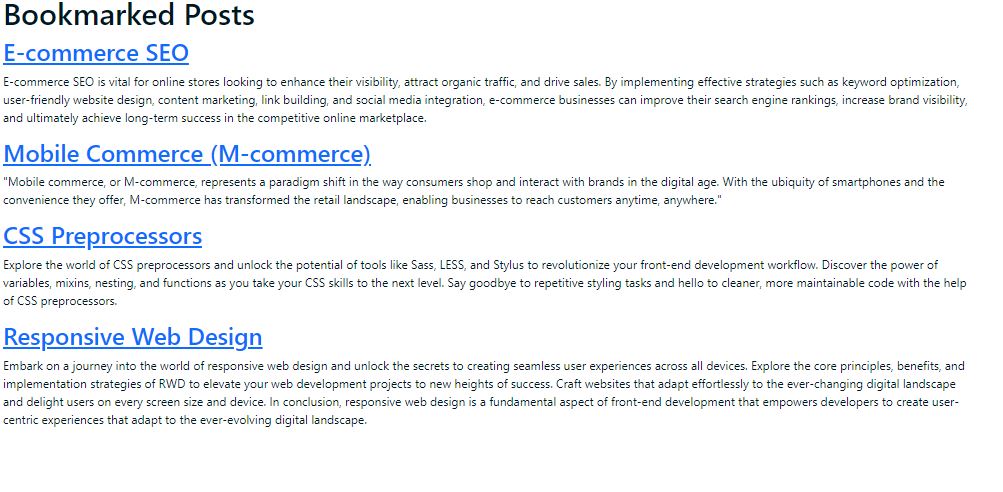 Bookmarked Posts
E-commerce SEO
E-commerce SEO is vital for online stores looking to enhance their visibility, attract organic traffic, and drive sales. By implementing effective strategies such as keyword optimization,
user-friendly website design, content marketing, link building, and social media integration, e-commerce businesses can improve their search engine rankings, increase brand visibility,
and ultimately achieve long-term success in the competitive online marketplace.
Mobile Commerce (M-commerce)
"Mobile commerce, or M-commerce, represents a paradigm shift in the way consumers shop and interact with brands in the digital age. With the ubiquity of smartphones and the
convenience they offer, M-commerce has transformed the retail landscape, enabling businesses to reach customers anytime, anywhere."
CSS Preprocessors
Explore the world of CSS preprocessors and unlock the potential of tools like Sass, LESS, and Stylus to revolutionize your front-end development workflow. Discover the power of
variables, mixins, nesting, and functions as you take your CSS skills to the next level. Say goodbye to repetitive styling tasks and hello to cleaner, more maintainable code with the help
of CSS preprocessors.
Responsive Web Design
Embark on a journey into the world of responsive web design and unlock the secrets to creating seamless user experiences across all devices. Explore the core principles, benefits, and
implementation strategies of RWD to elevate your web development projects to new heights of success. Craft websites that adapt effortlessly to the ever-changing digital landscape
and delight users on every screen size and device. In conclusion, responsive web design is a fundamental aspect of front-end development that empowers developers to create user-
centric experiences that adapt to the ever-evolving digital landscape.